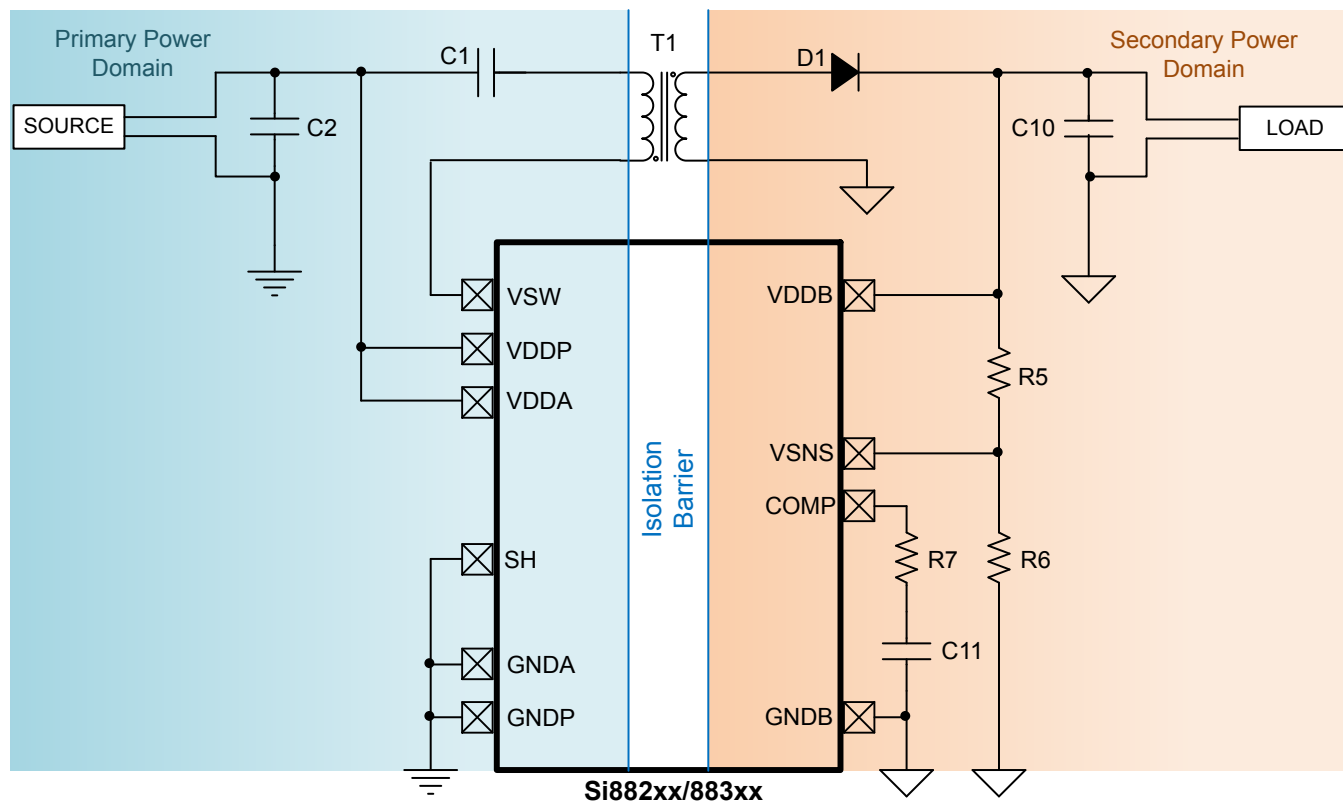 Primary Power
Domain
C1
T1
D1
Secondary Power
Domain
SOURCE
C2
C10
LOAD
VSW
VDDB
VDDP
R5
VDDA
VSNS
COMP
Isolation
Barrier
SH
R7
R6
C11
GNDA
GNDP
GNDB
Si882xx/883xx